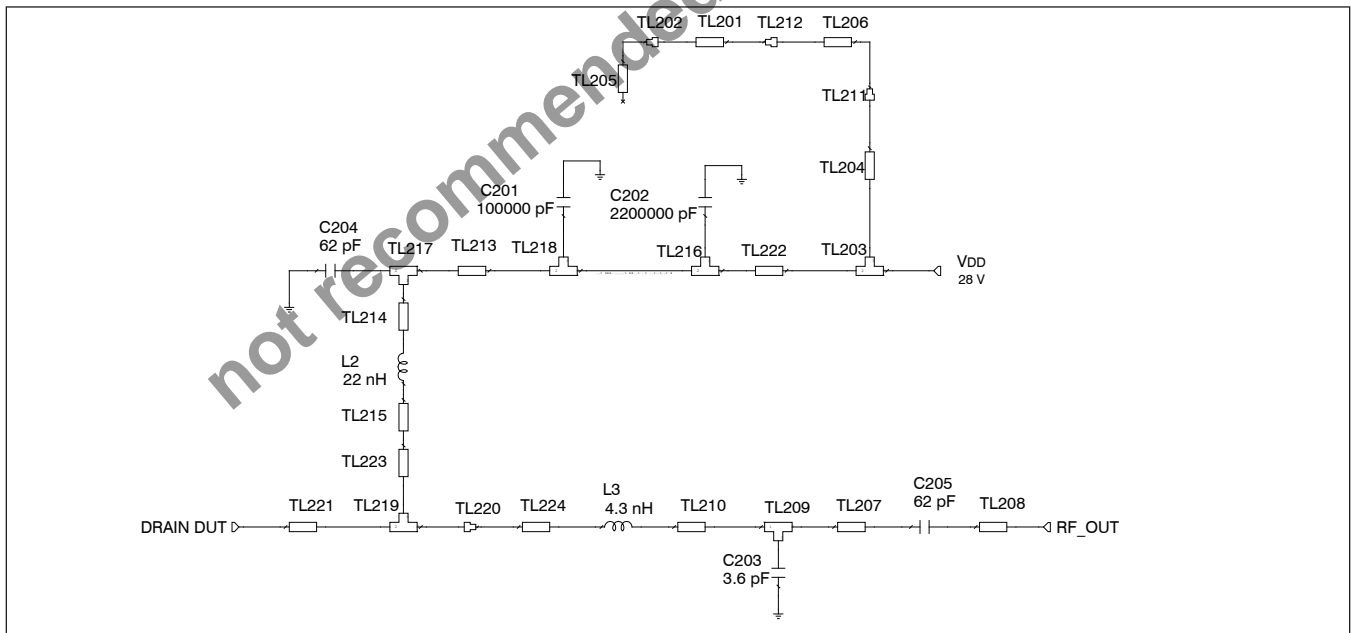 TL202 TL201 TL212 TL206
TL205
TL211
TL204
C201
100000 pF
C202
2200000 pF
C204
62 pF
TL217 TL213 TL218 TL216 TL222 TL203
VDD
28 V
TL214
L2
22 nH
TL215
TL223
DRAIN DUT TL221 TL219 TL220 TL224
L3
4.3 nH
TL210 TL209 TL207
C205
62 pF
TL208 RF_OUT
C203
3.6 pF
not recommended